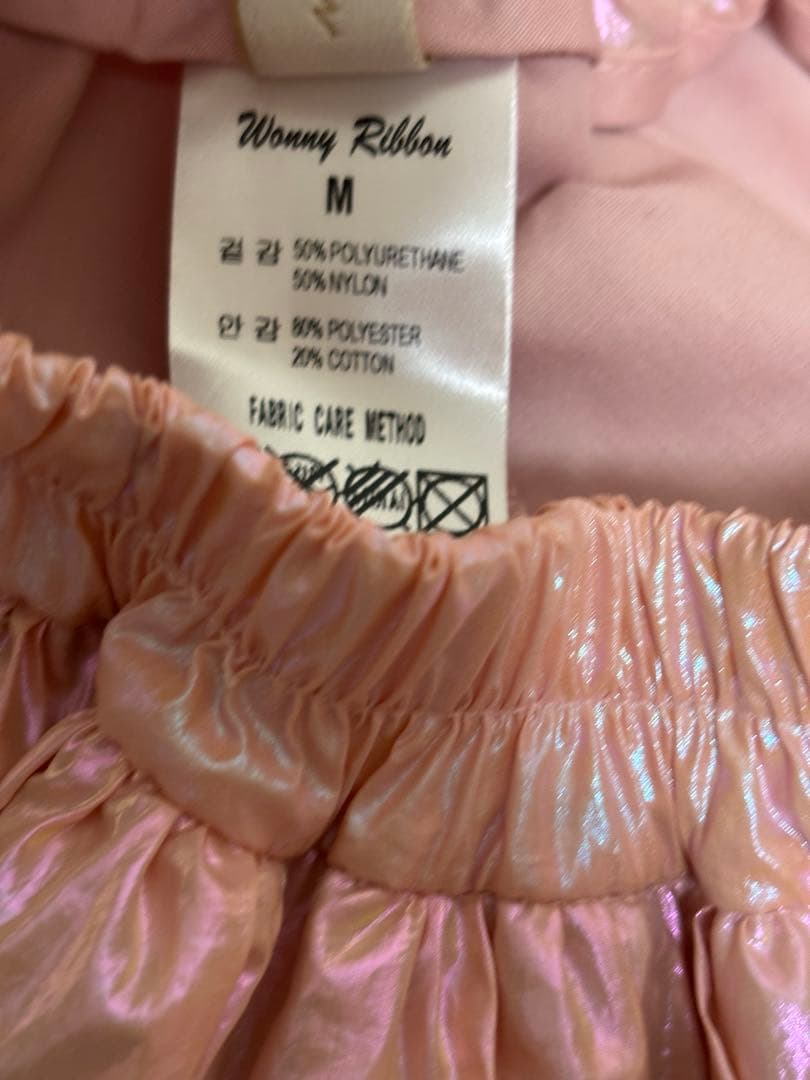 Wonny Ribbon
M
겉 감 50% POLYURETHANE
50% NYLON
안 감 80% POLYESTER
20% COTTON
FABRIC CARE METHOD